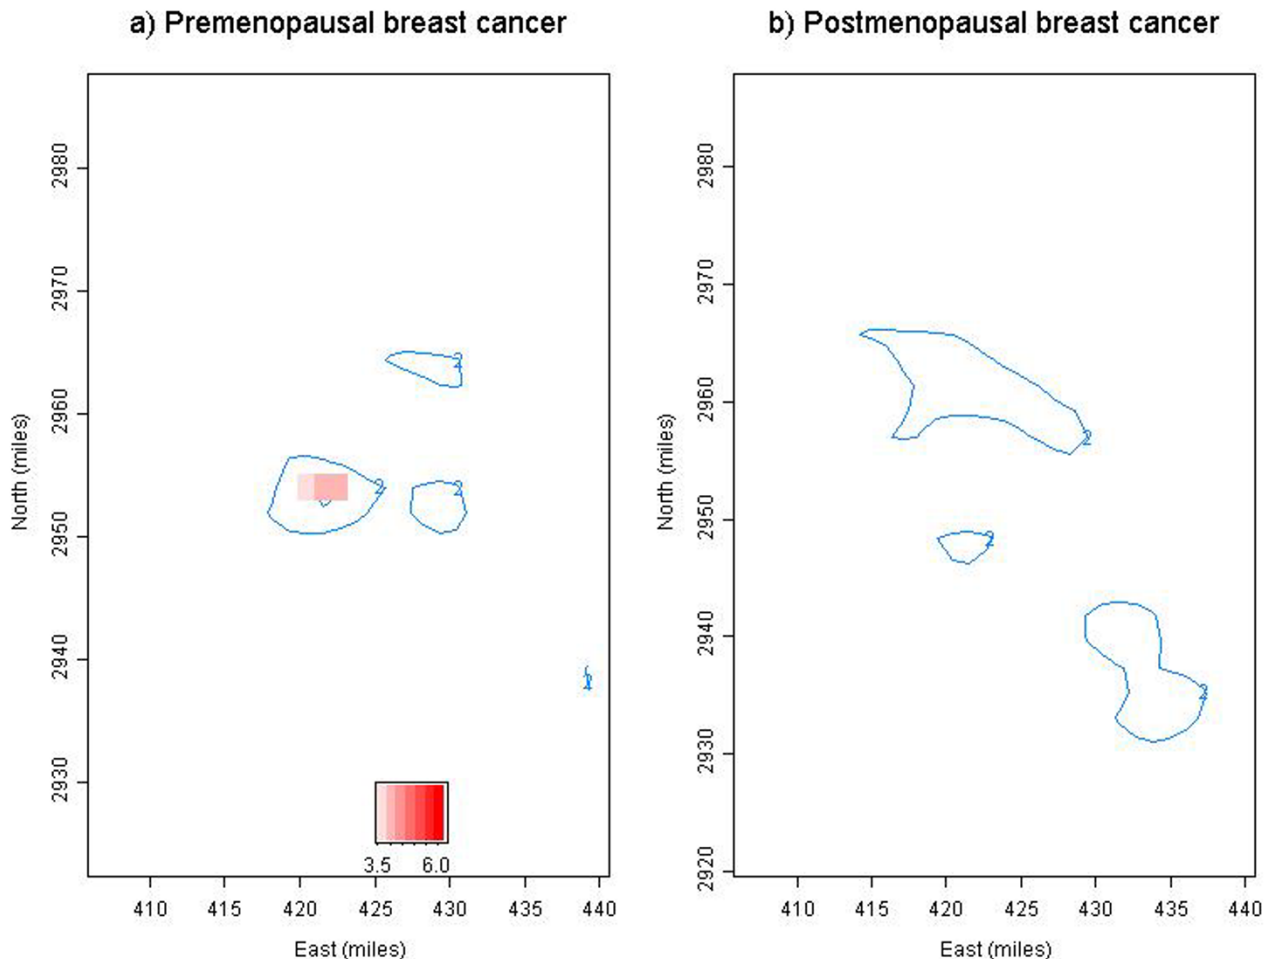 a) Premenopausal breast cancer
b) Postmenopausal breast cancer
North (miles)
2980
2970
2960
2950
2940
2930
2
2
2
2
3.5 6.0
410 415 420 425 430 435 440
East (miles)
North (miles)
2980
2970
2960
2950
2940
2930
2920
2
2
2
410 415 420 425 430 435 440
East (miles)